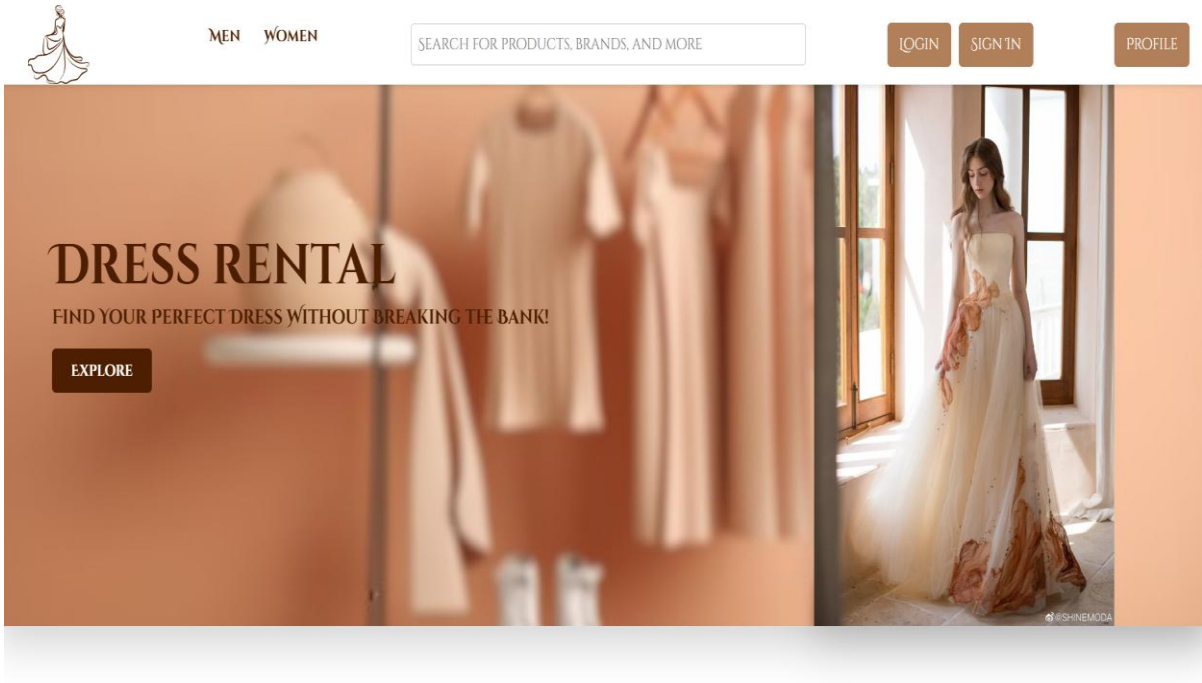 MEN WOMEN
SEARCH FOR PRODUCTS, BRANDS, AND MORE
LOGIN SIGN IN PROFILE
DRESS RENTAL
FIND YOUR PERFECT DRESS WITHOUT BREAKING THE BANK!
EXPLORE
@SHINEMODA